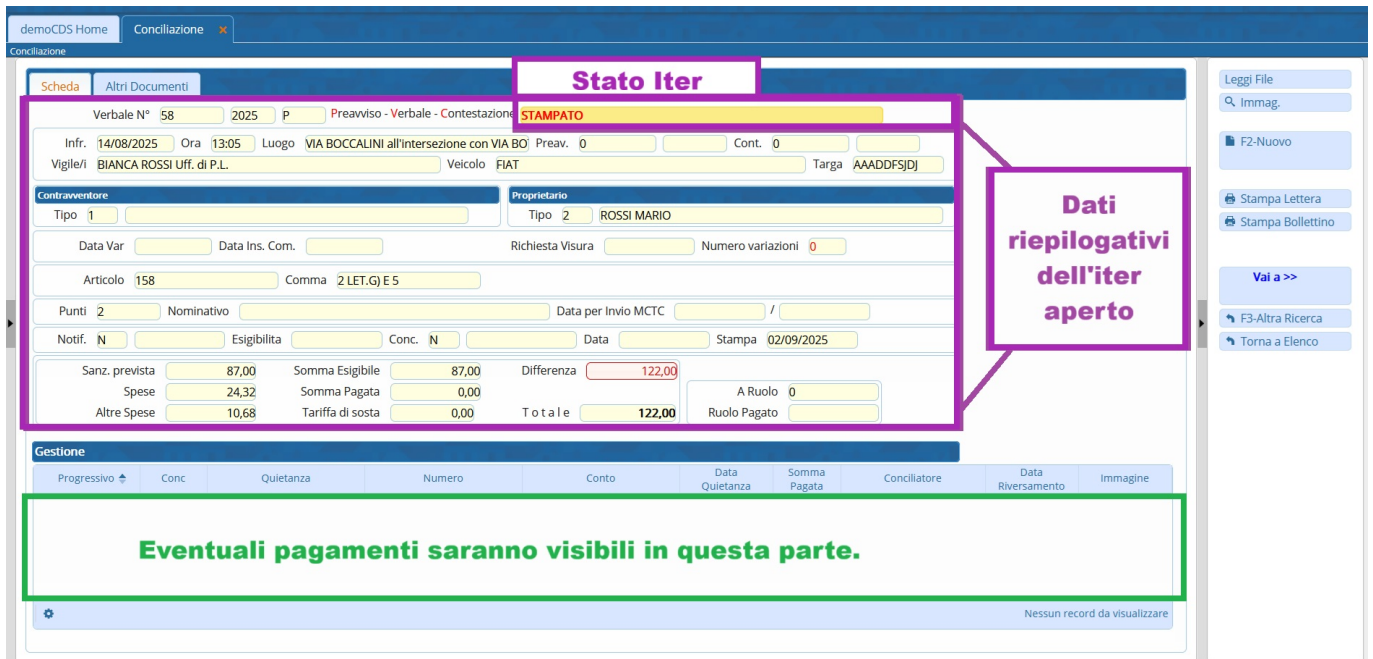 demoCDS Home Conciliazione ×
Conciliazione
Stato Iter
Scheda Altri Documenti
Verbale N° 58 2025 P Preavviso - Verbale - Contestazione STAMPATO
Infr. 14/08/2025 Ora 13:05 Luogo VIA BOCCALINI all'intersezione con VIA BO Preav. 0 Cont. 0
Vigile/i BIANCA ROSSI Uff. di P.L. Veicolo FIAT Targa AAADDFSJDJ
Contravventore Proprietario
Tipo 1 Tipo 2 ROSSI MARIO
Data Var Data Ins. Com. Richiesta Visura Numero variazioni 0
Articolo 158 Comma 2 LET.G) E 5
Punti 2 Nominativo Data per Invio MCTC /
Notif. N Esigibilita Conc. N Data Stampa 02/09/2025
Sanz. prevista 87,00 Somma Esigibile 87,00 Differenza 122,00
Spese 24,32 Somma Pagata 0,00 A Ruolo 0
Altre Spese 10,68 Tariffa di sosta 0,00 Totale 122,00 Ruolo Pagato
Dati
riepilogativi
dell'iter
aperto
Gestione
Progressivo Conc Quietanza Numero Conto Data Quietanza Somma Pagata Conciliatore Data Riversamento Immagine
Eventuali pagamenti saranno visibili in questa parte.
Nessun record da visualizzare
Leggi File
Immag.
F2-Nuovo
Stampa Lettera
Stampa Bollettino
Vai a >>
F3-Altra Ricerca
Torna a Elenco